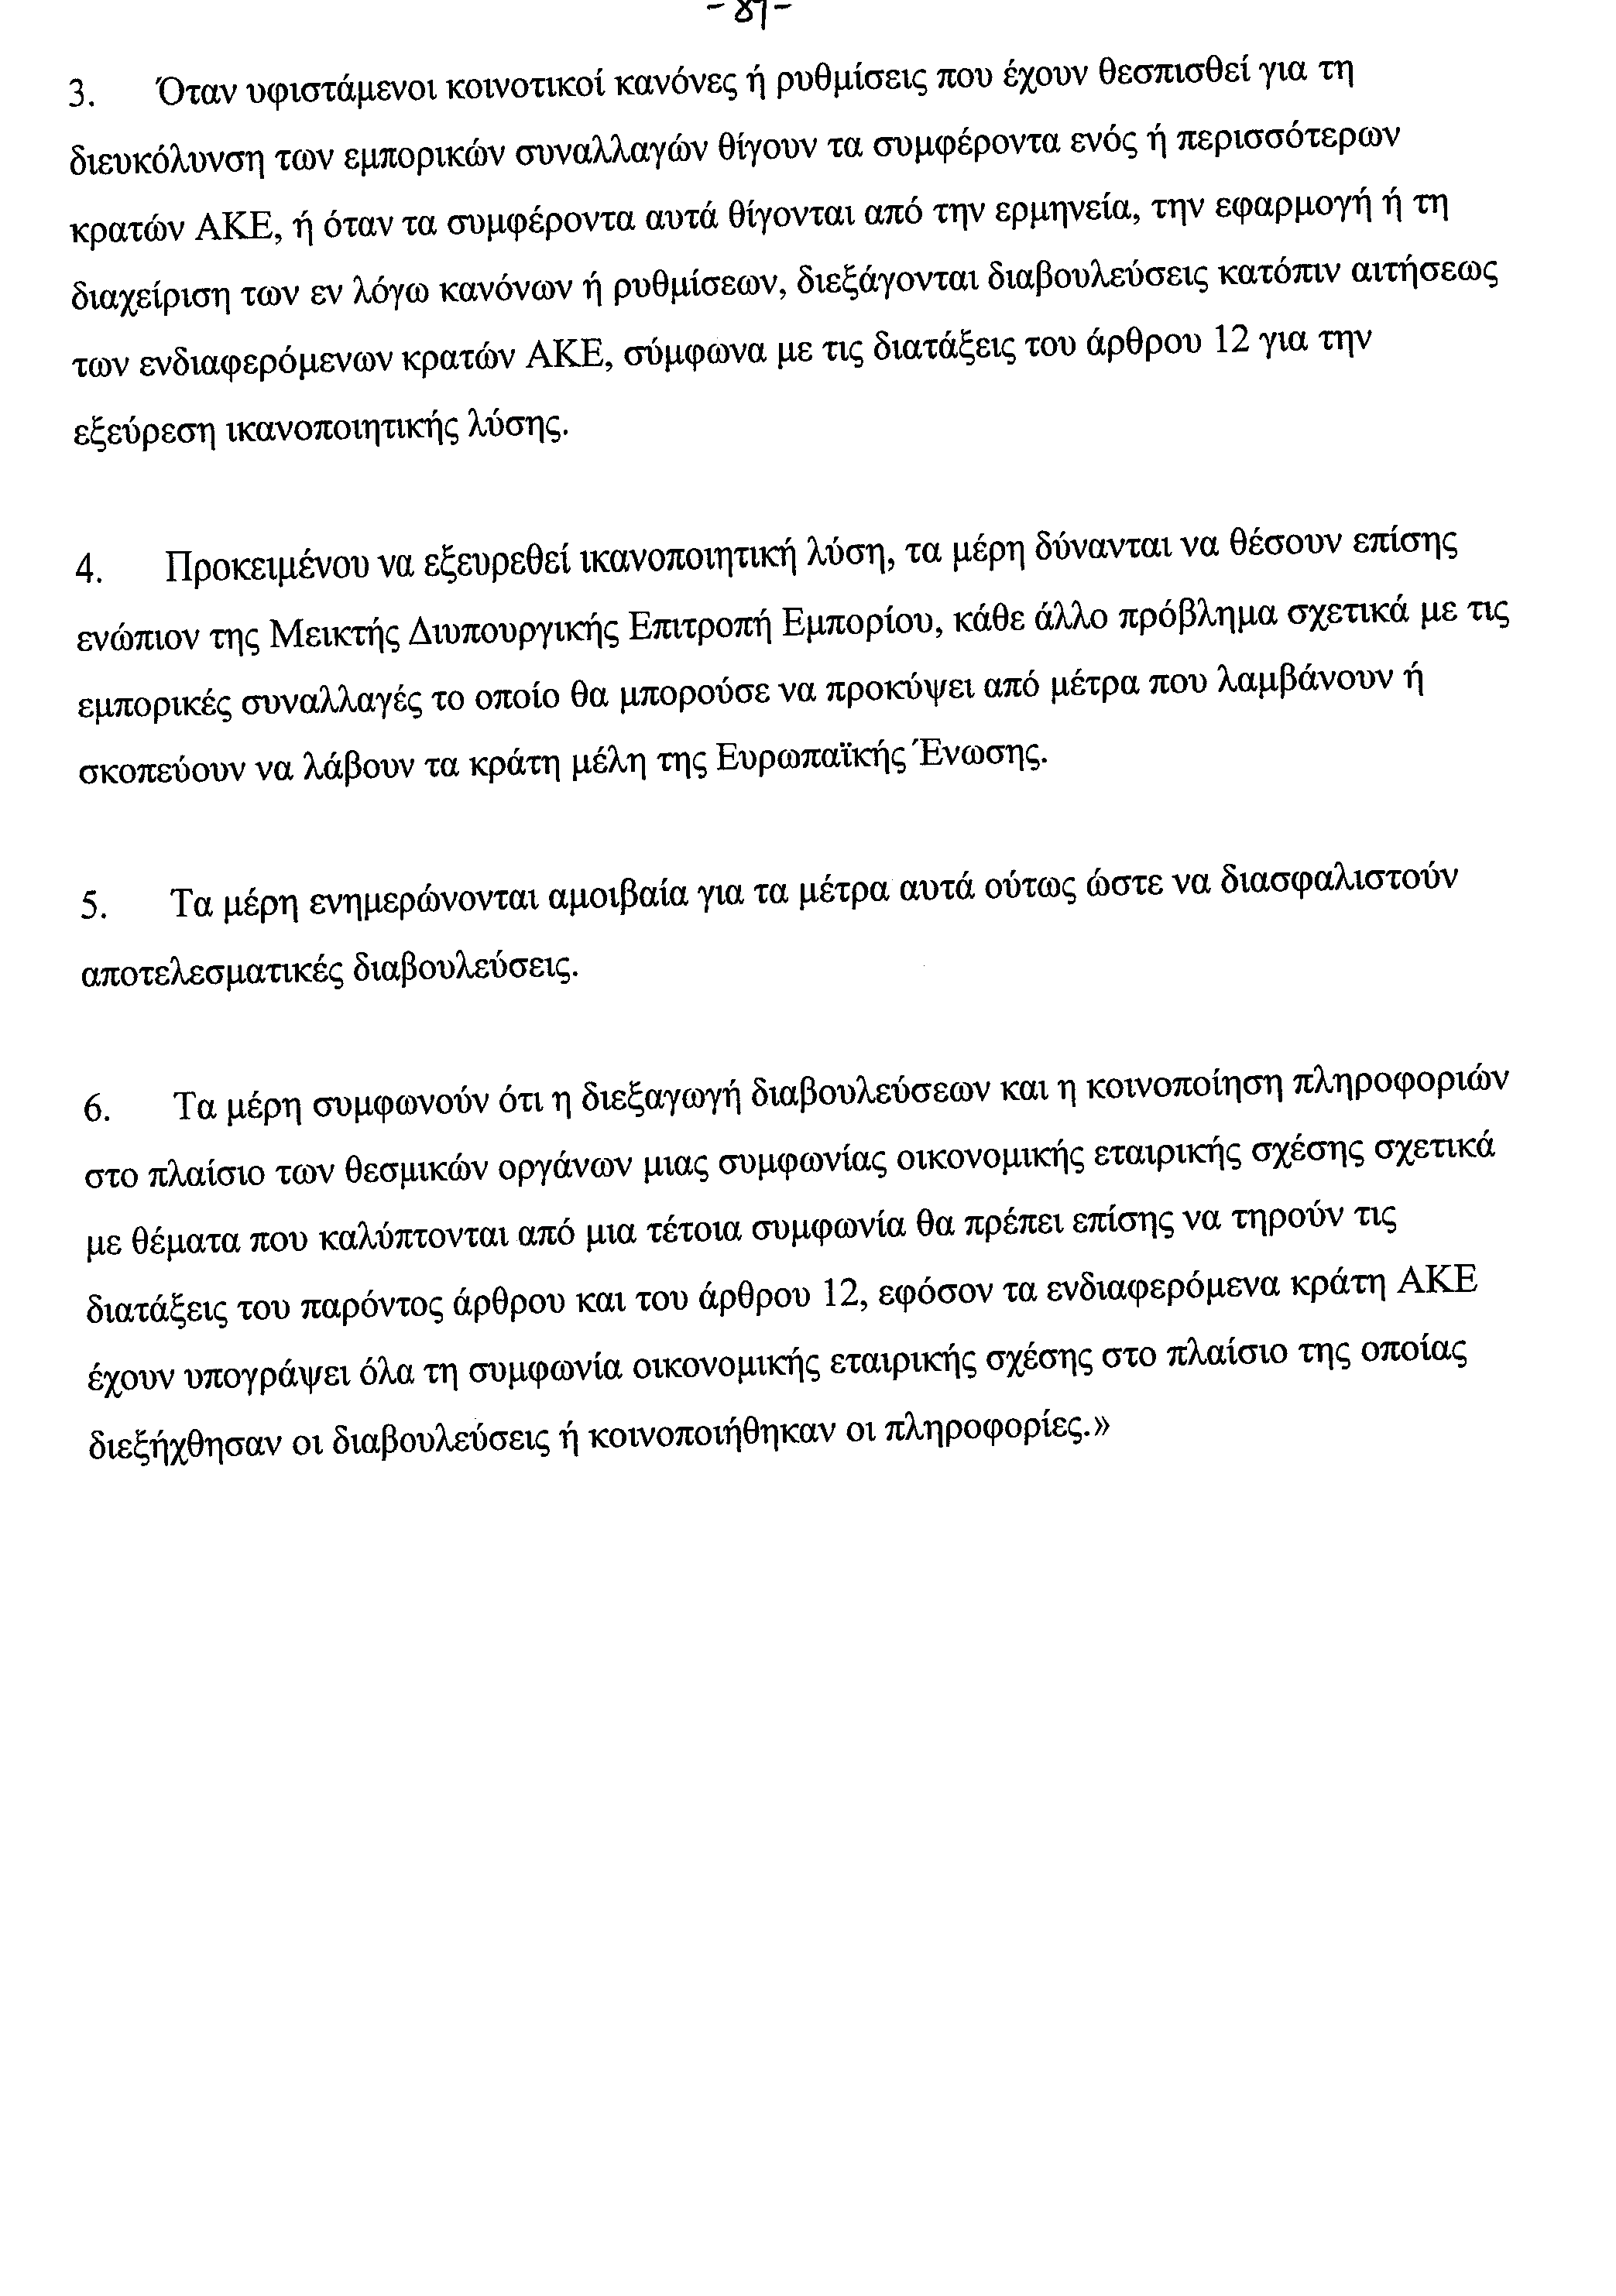 3. Όταν υφιστάμενοι κοινοτικοί κανόνες ή ρυθμίσεις που έχουν θεσπισθεί για τη
διευκόλυνση των εμπορικών συναλλαγών θίγουν τα συμφέροντα ενός ή περισσότερων
κρατών ΑΚΕ, ή όταν τα συμφέροντα αυτά θίγονται από την ερμηνεία, την εφαρμογή ή τη
διαχείριση των εν λόγω κανόνων ή ρυθμίσεων, διεξάγονται διαβουλεύσεις κατόπιν αιτήσεως
των ενδιαφερόμενων κρατών ΑΚΕ, σύμφωνα με τις διατάξεις του άρθρου 12 για την
εξεύρεση ικανοποιητικής λύσης.
4. Προκειμένου να εξευρεθεί ικανοποιητική λύση, τα μέρη δύνανται να θέσουν επίσης
ενώπιον της Μεικτής Διυπουργικής Επιτροπή Εμπορίου, κάθε άλλο πρόβλημα σχετικά με τις
εμπορικές συναλλαγές το οποίο θα μπορούσε να προκύψει από μέτρα που λαμβάνουν ή
σκοπεύουν να λάβουν τα κράτη μέλη της Ευρωπαϊκής Ένωσης.
5. Τα μέρη ενημερώνονται αμοιβαία για τα μέτρα αυτά ούτως ώστε να διασφαλιστούν
αποτελεσματικές διαβουλεύσεις.
6. Τα μέρη συμφωνούν ότι η διεξαγωγή διαβουλεύσεων και η κοινοποίηση πληροφοριών
στο πλαίσιο των θεσμικών οργάνων μιας συμφωνίας οικονομικής εταιρικής σχέσης σχετικά
με θέματα που καλύπτονται από μια τέτοια συμφωνία θα πρέπει επίσης να τηρούν τις
διατάξεις του παρόντος άρθρου και του άρθρου 12, εφόσον τα ενδιαφερόμενα κράτη ΑΚΕ
έχουν υπογράψει όλα τη συμφωνία οικονομικής εταιρικής σχέσης στο πλαίσιο της οποίας
διεξήχθησαν οι διαβουλεύσεις ή κοινοποιήθηκαν οι πληροφορίες.»